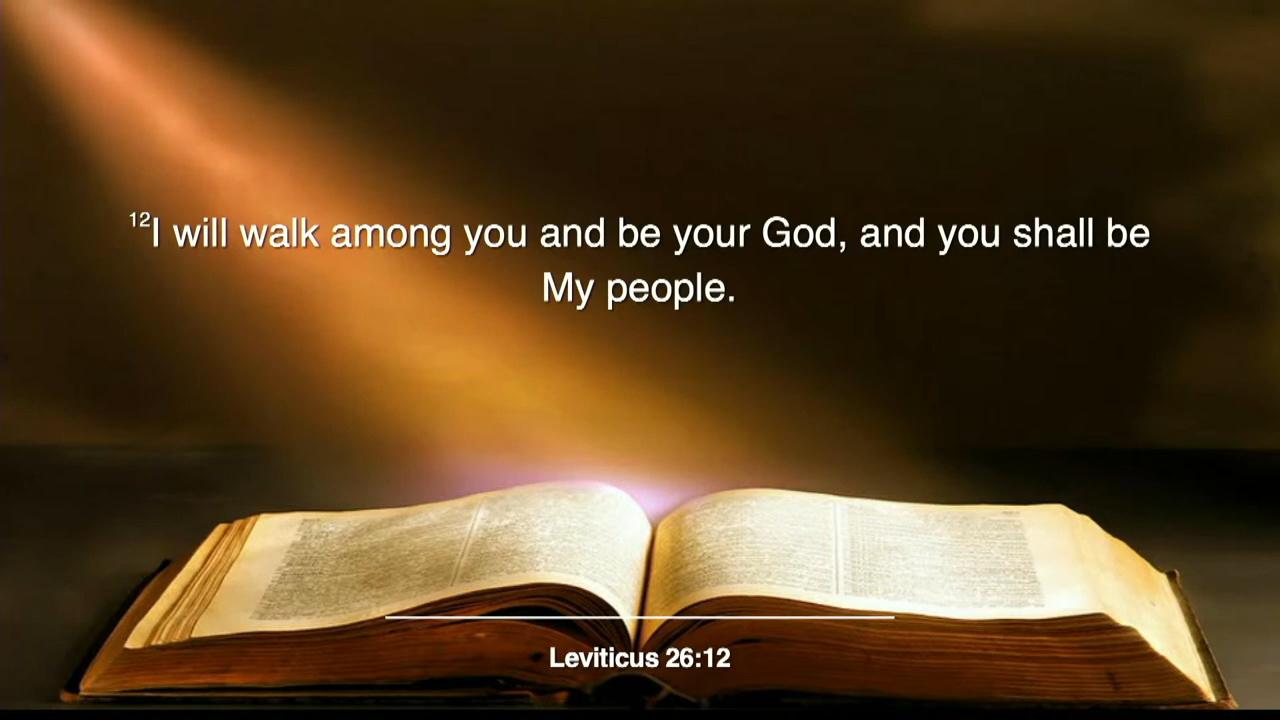 12I will walk among you and be your God, and you shall be
My people.
Leviticus 26:12